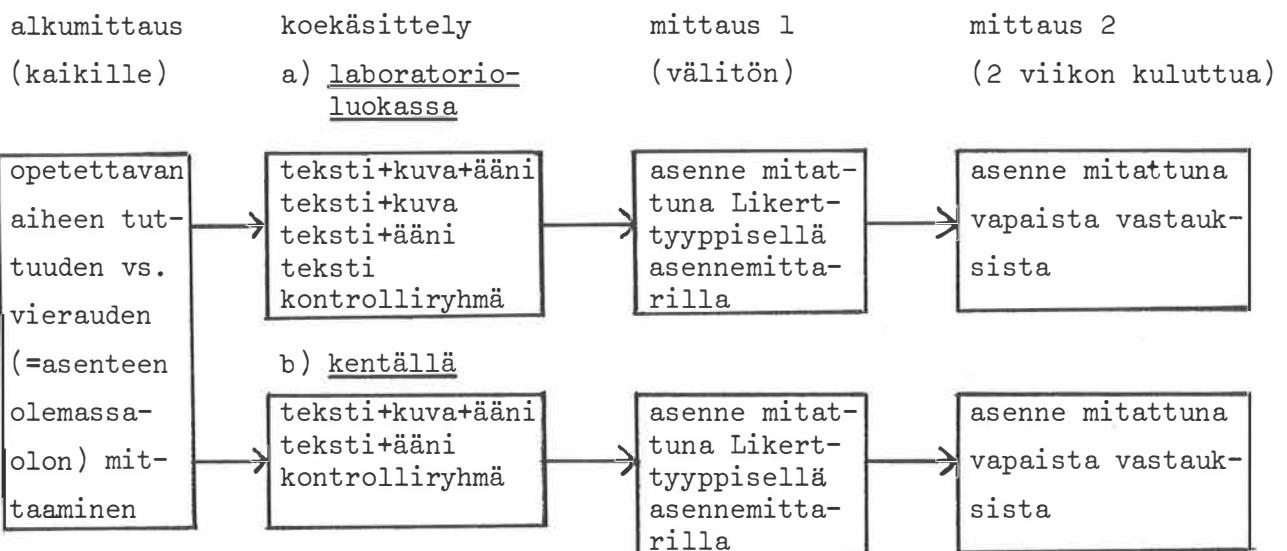 alkumittaus
(kaikille)
koekäsittely
a) laboratorio-
luokassa
mittaus 1
(välitön)
mittaus 2
(2 viikon kuluttua)
opetettavan
aiheen tut-
tuuden vs.
vierauden
(=asenteen
olemassa-
olon) mit-
taaminen
teksti+kuva+ääni
teksti+kuva
teksti+ääni
teksti
kontrolliryhmä
asenne mitat-
tuna Likert-
tyyppisellä
asennemitta-
rilla
asenne mitattuna
vapaista vastauk-
sista
b) kentällä
teksti+kuva+ääni
teksti+ääni
kontrolliryhmä
asenne mitat-
tuna Likert-
tyyppisellä
asennemitta-
rilla
asenne mitattuna
vapaista vastauk-
sista